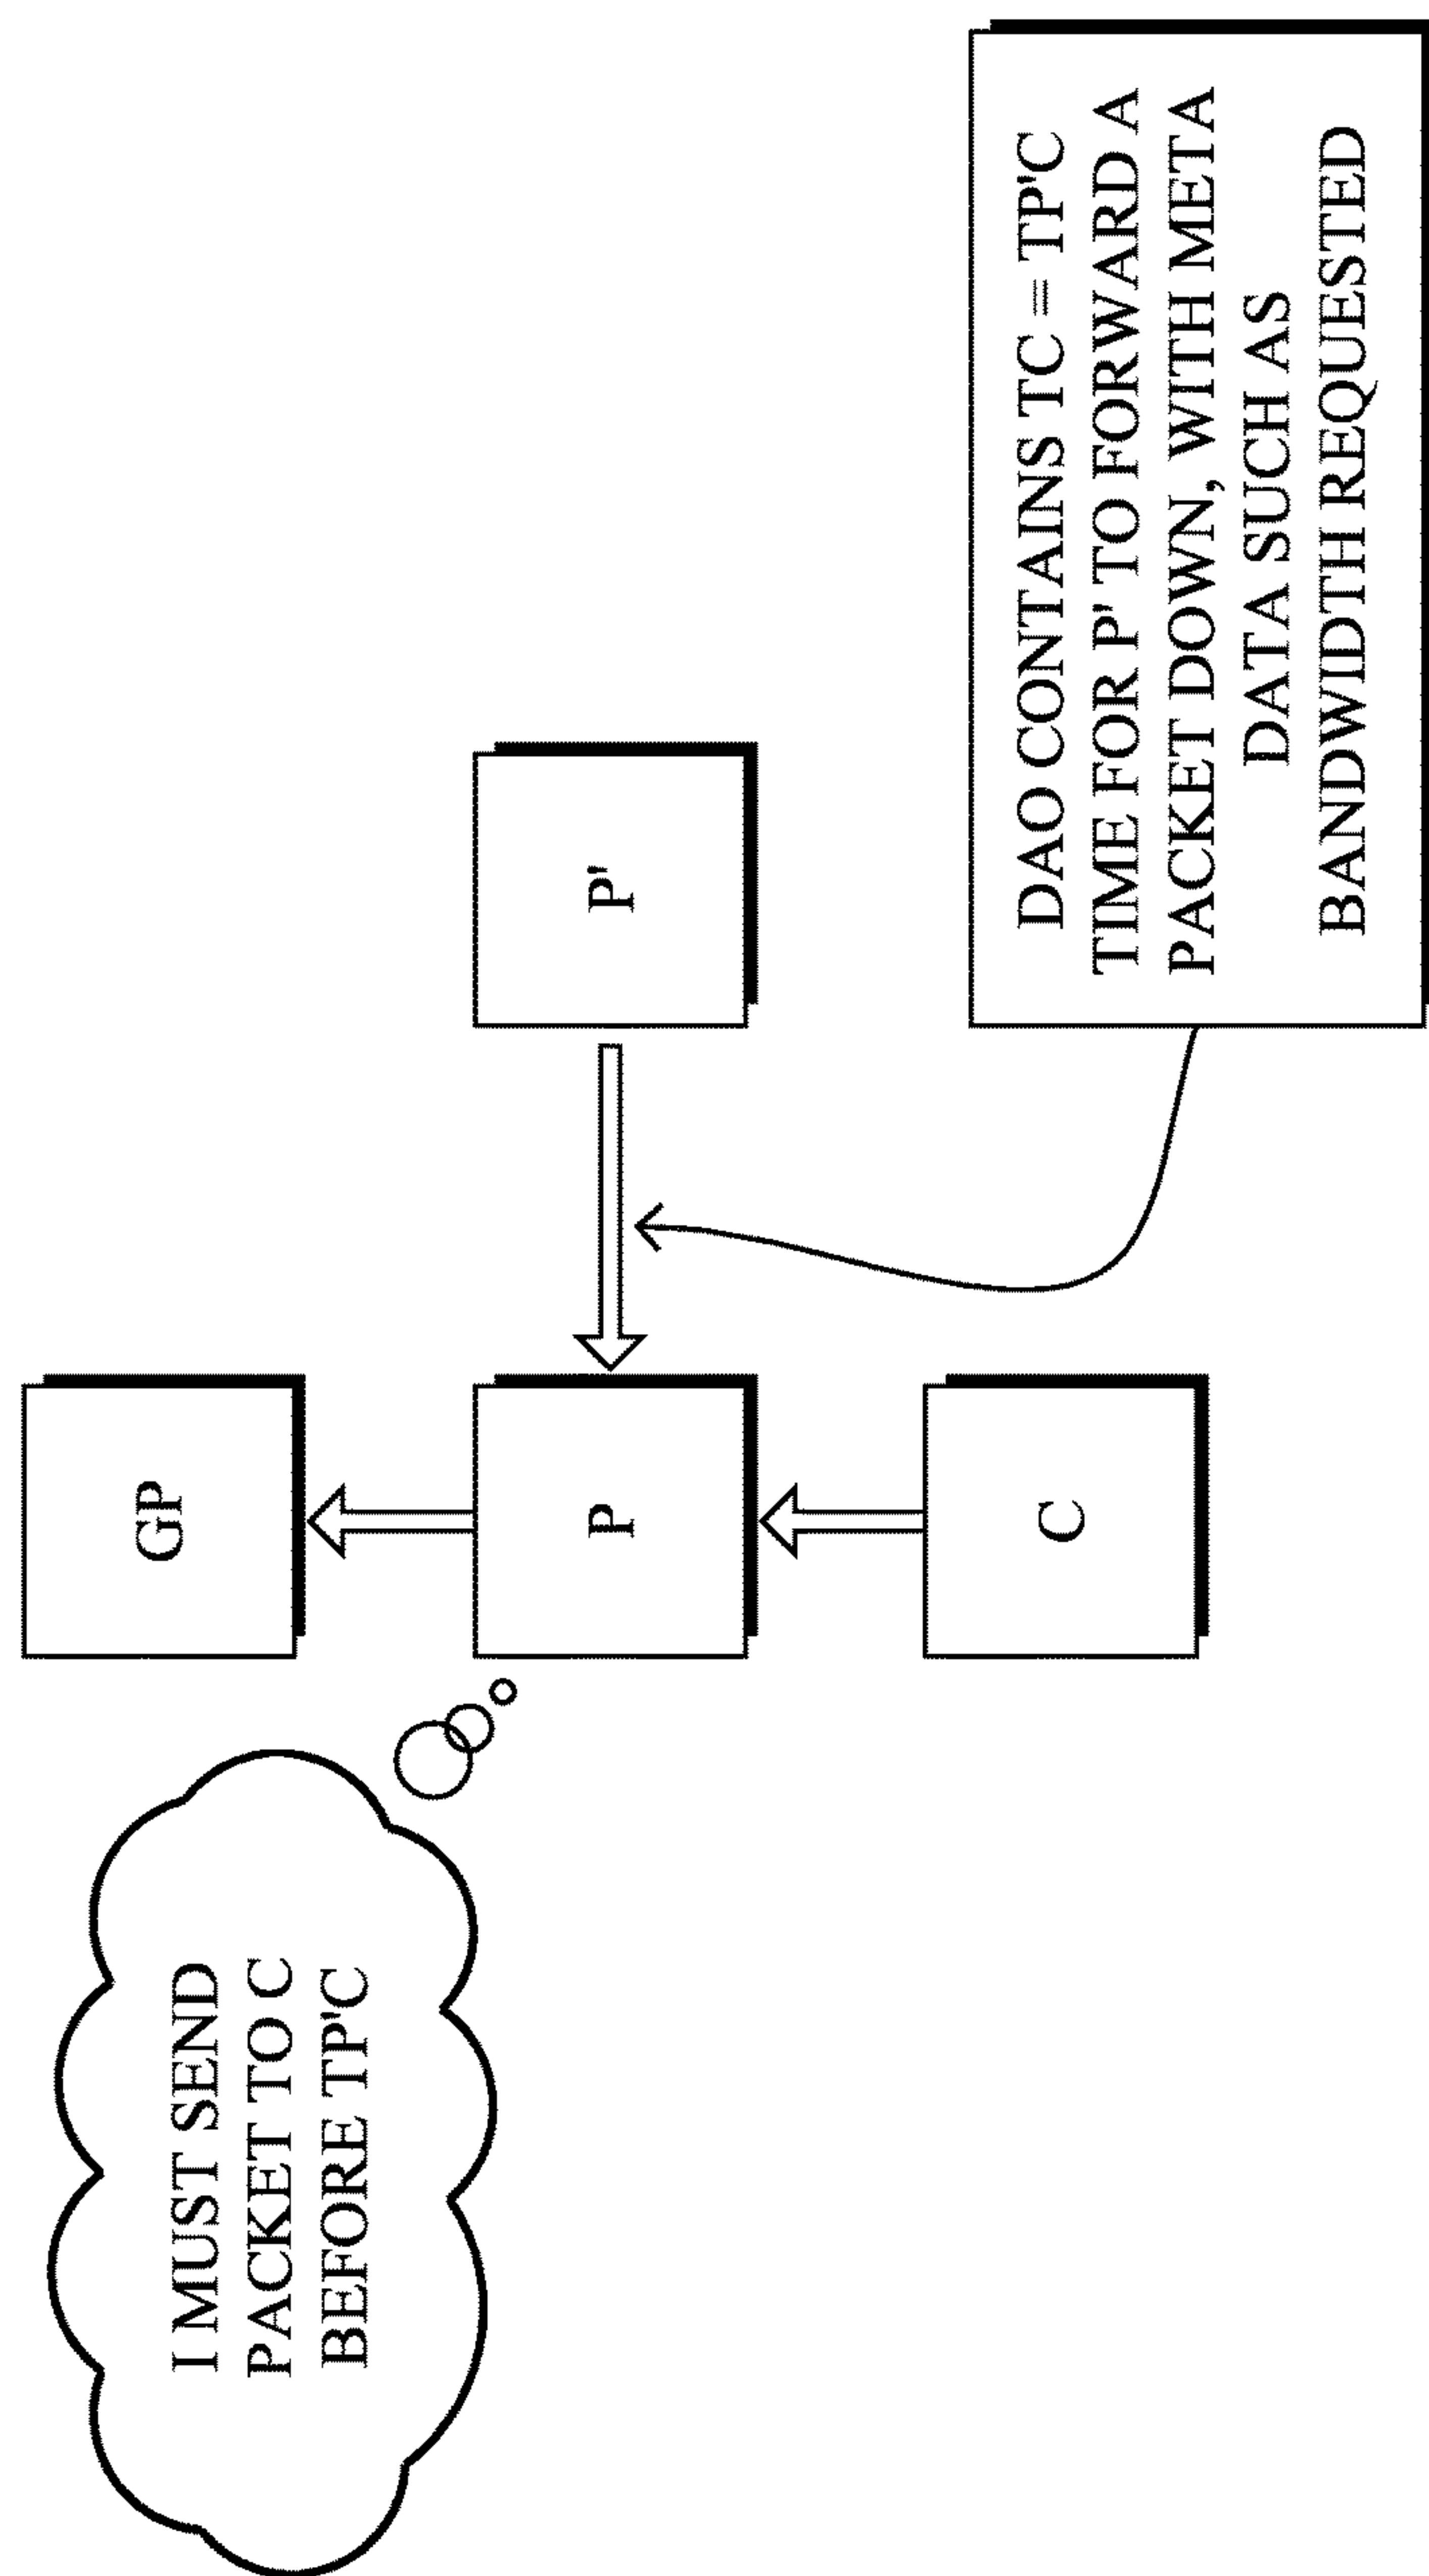 I MUST SEND
PACKET TO C
BEFORE TP'C
GP
P
C
P'
DAO CONTAINS TC = TP'C
TIME FOR P' TO FORWARD A
PACKET DOWN, WITH META
DATA SUCH AS
BANDWIDTH REQUESTED